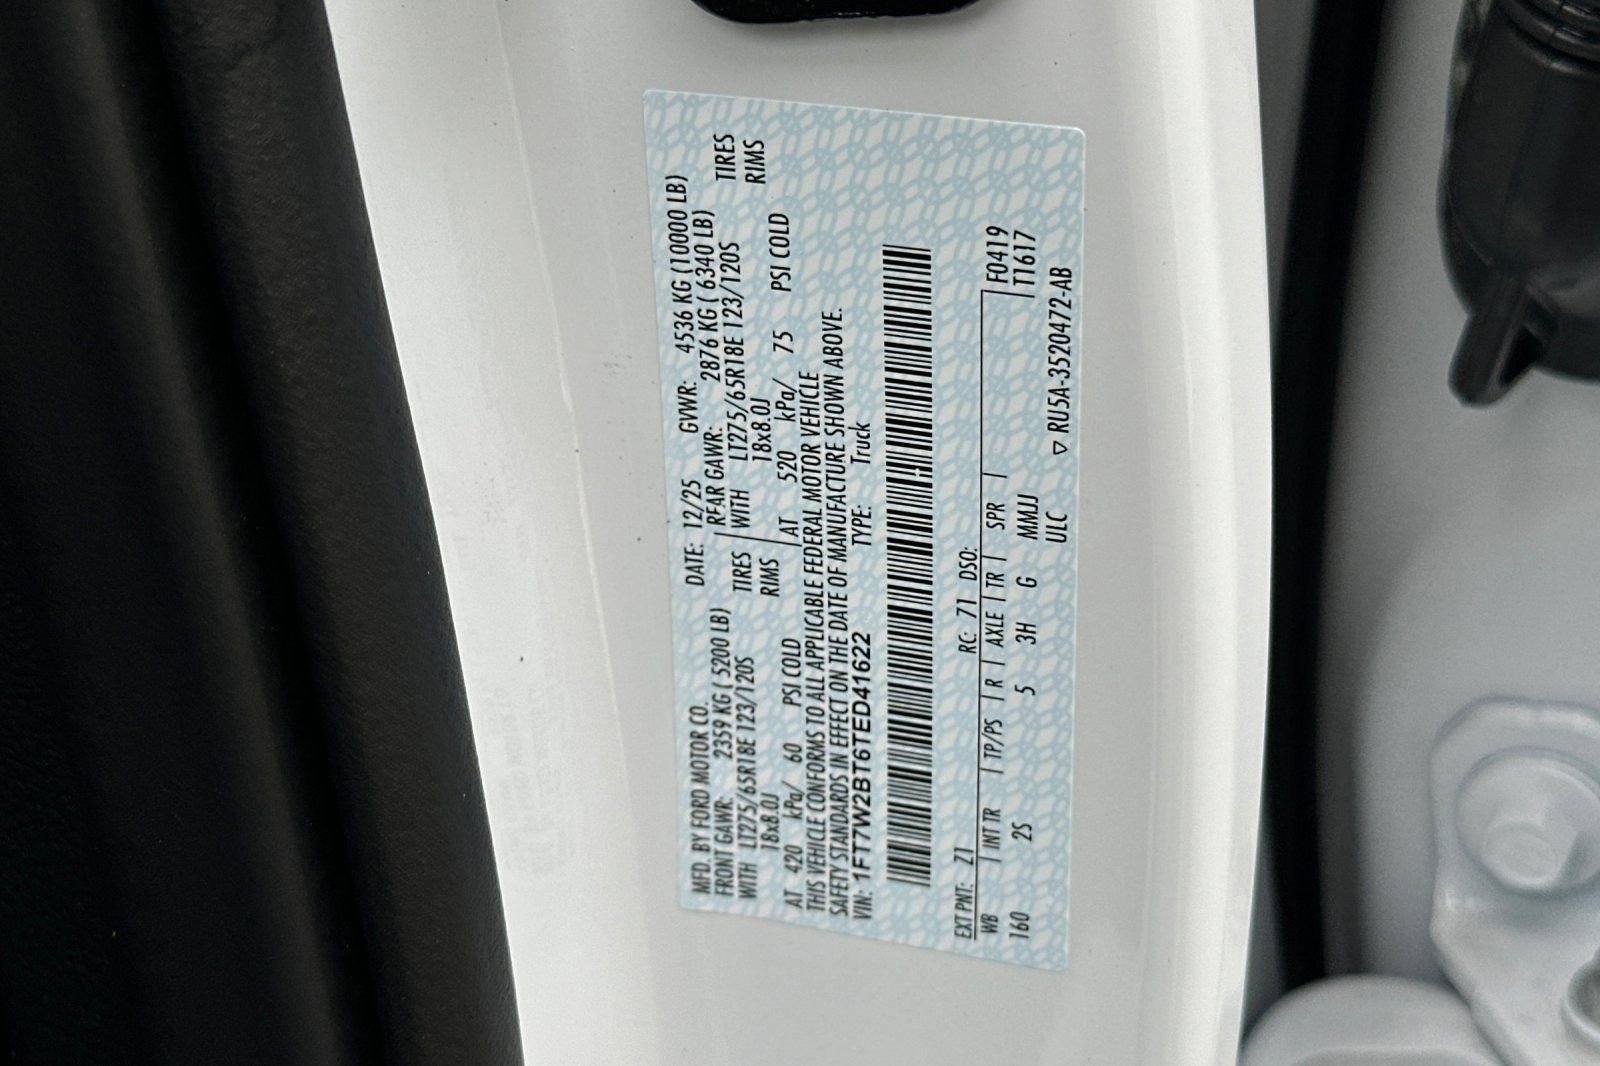 MFD. BY FORD MOTOR CO.
DATE: 12/25 GVWR: 4536 KG (10000 LB)
FRONT GAWR: 2359 KG ( 5200 LB)
REAR GAWR: 2876 KG ( 6340 LB)
WITH LT275/65R18E 123/120S TIRES
WITH LT275/65R18E 123/120S TIRES
18x8.0J RIMS
18x8.0J RIMS
AT 420 kPa/ 60 PSI COLD
AT 520 kPa/ 75 PSI COLD
THIS VEHICLE CONFORMS TO ALL APPLICABLE FEDERAL MOTOR VEHICLE
SAFETY STANDARDS IN EFFECT ON THE DATE OF MANUFACTURE SHOWN ABOVE.
VIN: 1FT7W2BT6TED41622 TYPE: Truck
EXT PNT: Z1 RC: 71 DSO:
WB | INT TR | TP/PS | R | AXLE | TR | SPR | F0419
160 2S 5 3H G MMJJ T1617
ULC ▽ RU5A-3520472-AB